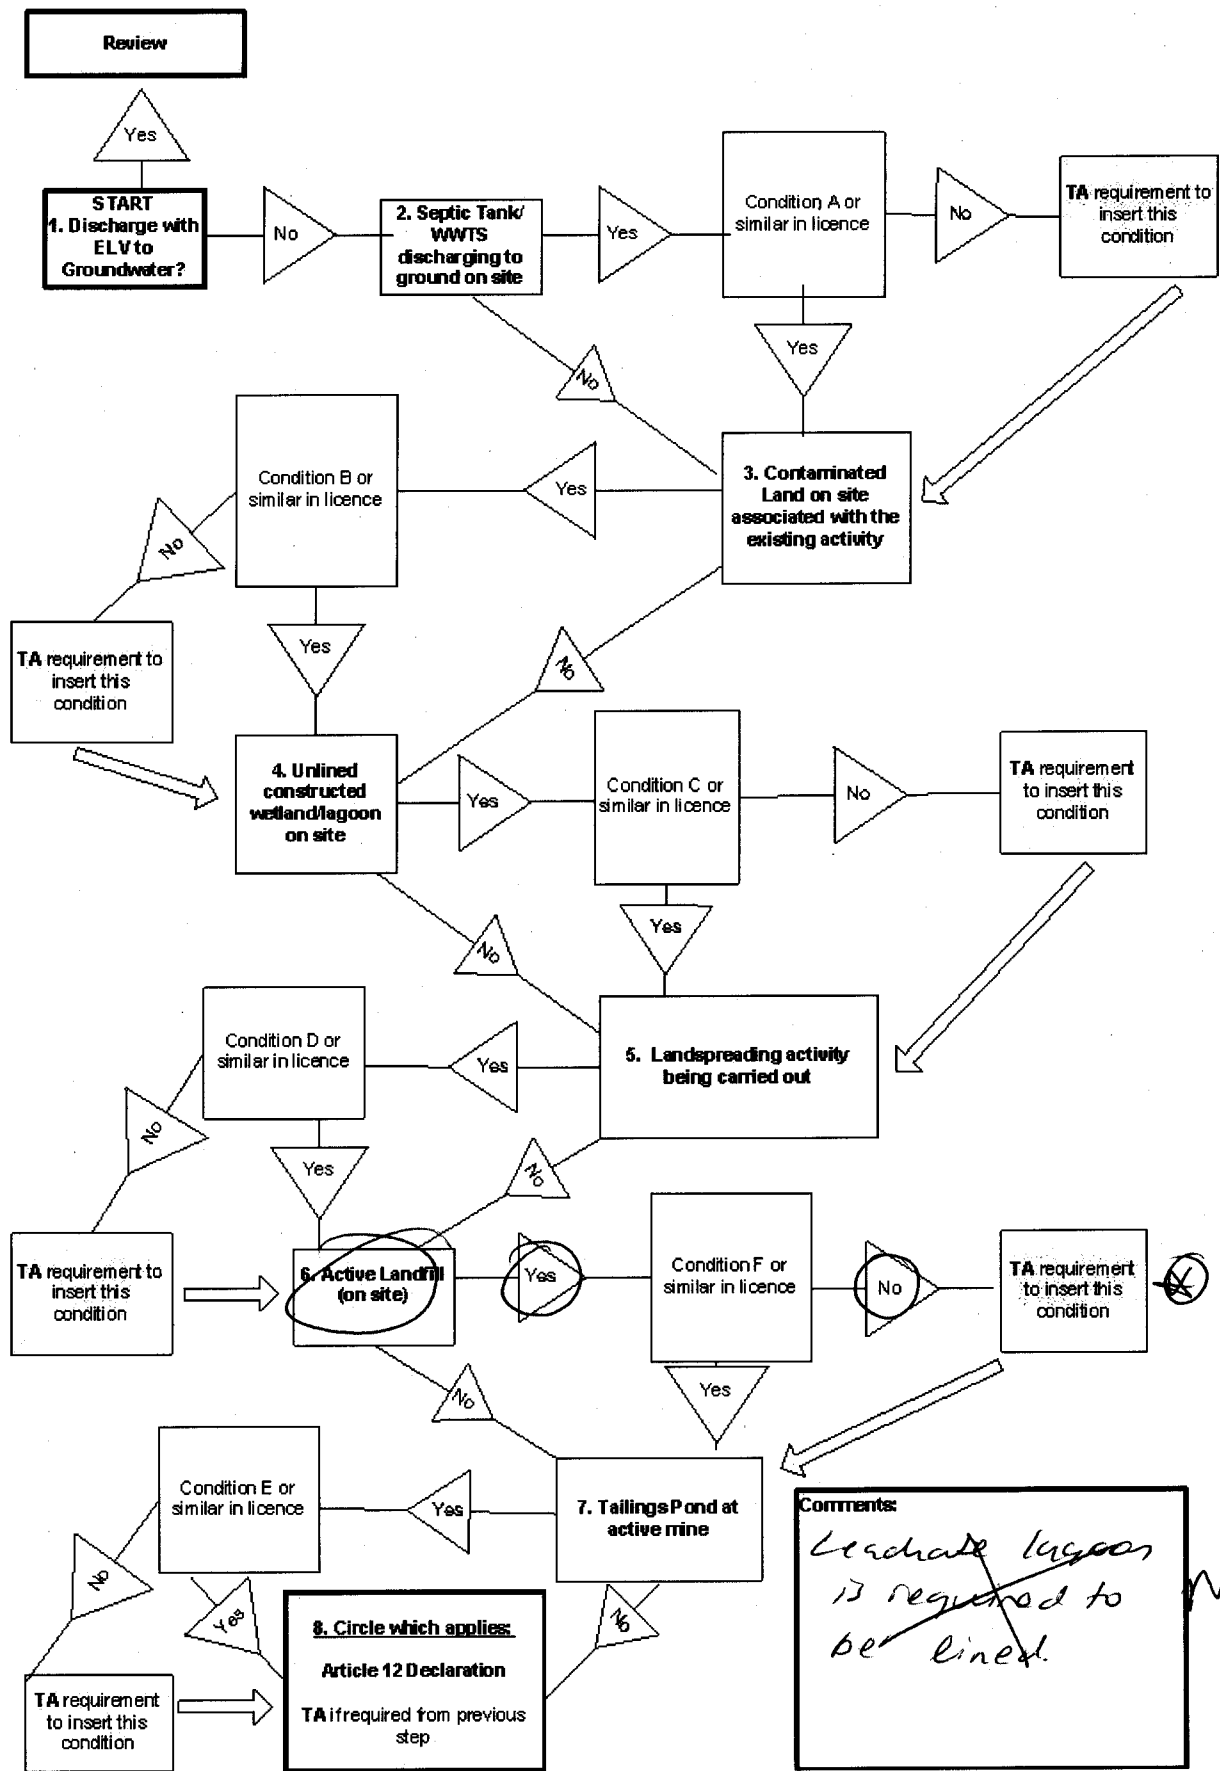 Review
Yes
START
1. Discharge with
ELV to
Groundwater?
No
2. Septic Tank/
WWTS
discharging to
ground on site
Yes
Condition A or
similar in licence
No
TA requirement to
insert this
condition
Yes
No
Condition B or
similar in licence
Yes
3. Contaminated
Land on site
associated with the
existing activity
No
TA requirement to
insert this
condition
Yes
No
4. Unlined
constructed
wetland/lagoon
on site
Yes
Condition C or
similar in licence
No
TA requirement
to insert this
condition
Yes
No
Condition D or
similar in licence
Yes
5. Landspreading activity
being carried out
No
Yes
No
TA requirement to
insert this
condition
6. Active Landfill
(on site)
Yes
Condition F or
similar in licence
No
TA requirement
to insert this
condition
No
Yes
Condition E or
similar in licence
Yes
7. Tailings Pond at
active mine
No
Yes
No
TA requirement
to insert this
condition
8. Circle which applies:
Article 12 Declaration
TA if required from previous
step
Comments:
Leachate lagoon
is required to
be lined.